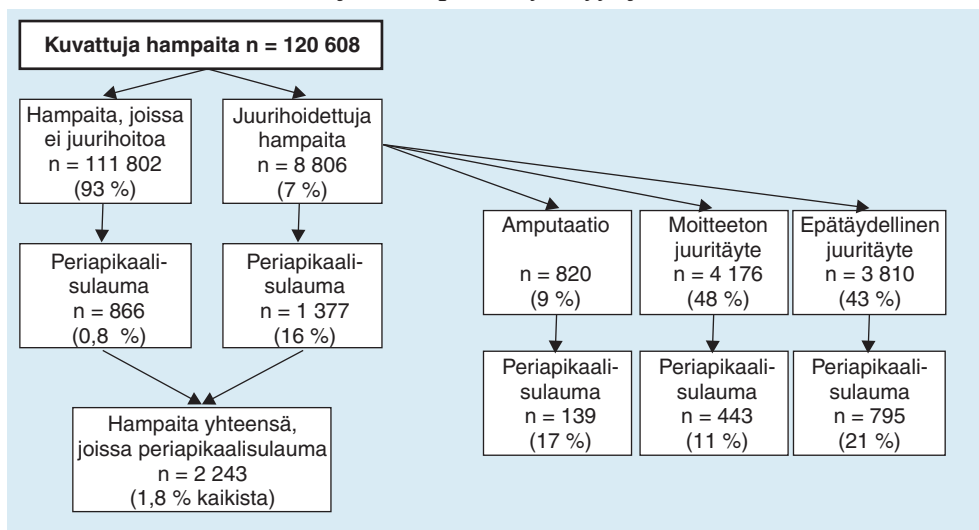 Kuvattuja hampaita n = 120 608
Hampaita, joissa
ei juurihoitoa
n = 111 802
(93 %)
Juurihoidettuja
hampaita
n = 8 806
(7 %)
Periapikaali-
sulauma
n = 866
(0,8 %)
Periapikaali-
sulauma
n = 1 377
(16 %)
Hampaita yhteensä,
joissa periapikaalisulauma
n = 2 243
(1,8 % kaikista)
Amputaatio
n = 820
(9 %)
Moitteeton
juuritäyte
n = 4 176
(48 %)
Epätäydellinen
juuritäyte
n = 3 810
(43 %)
Periapikaali-
sulauma
n = 139
(17 %)
Periapikaali-
sulauma
n = 443
(11 %)
Periapikaali-
sulauma
n = 795
(21 %)